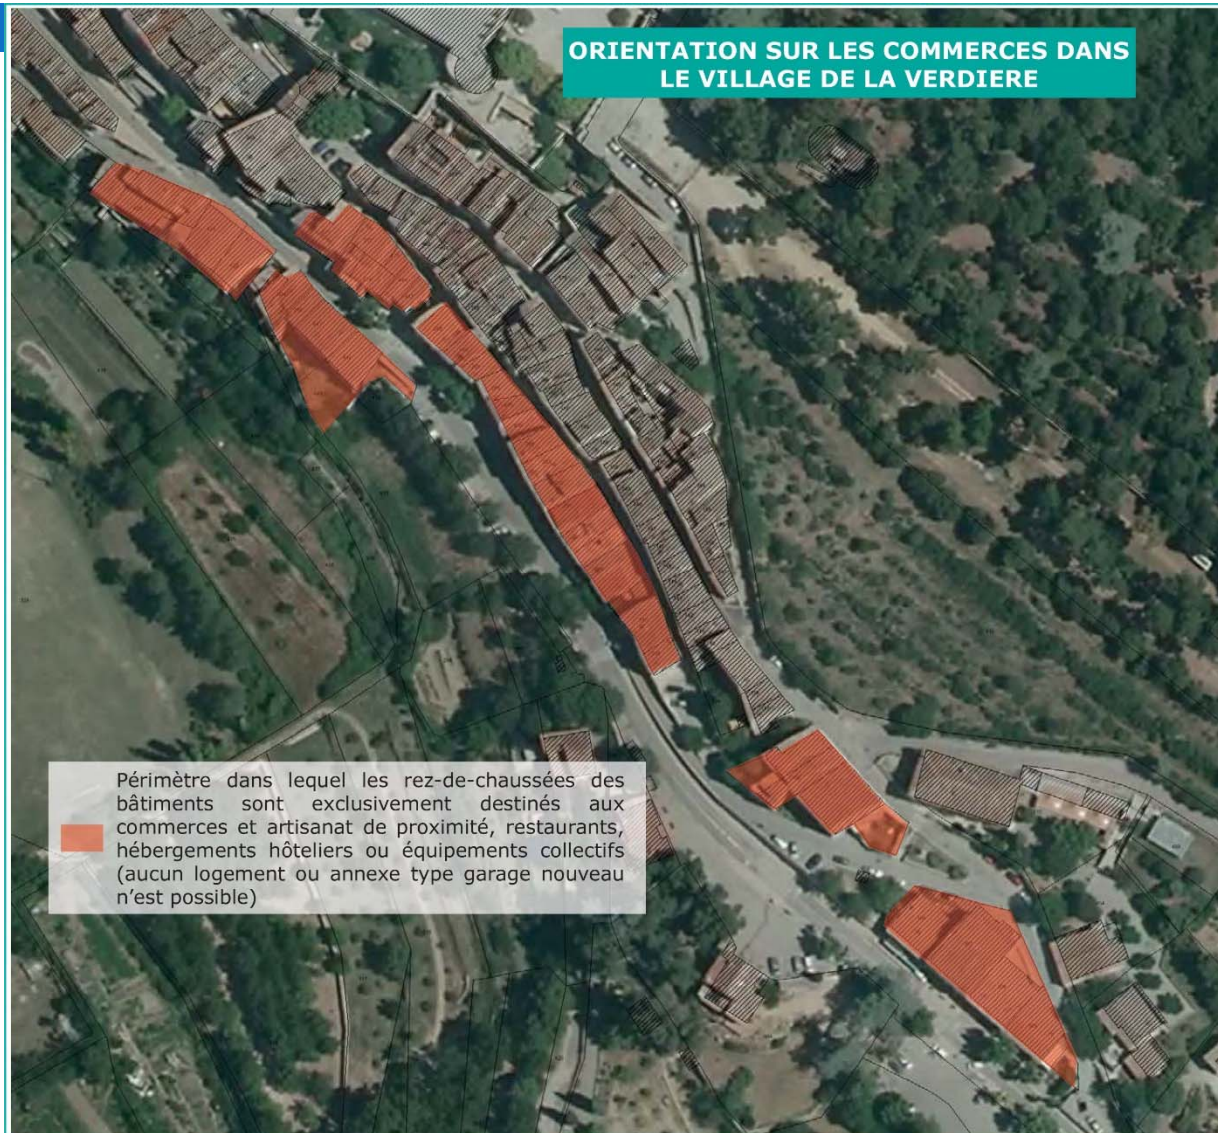 ORIENTATION SUR LES COMMERCES DANS
LE VILLAGE DE LA VERDIERE
Périmètre dans lequel les rez-de-chaussées des
bâtiments sont exclusivement destinés aux
commerces et artisanat de proximité, restaurants,
hébergements hôteliers ou équipements collectifs
(aucun logement ou annexe type garage nouveau
n'est possible)